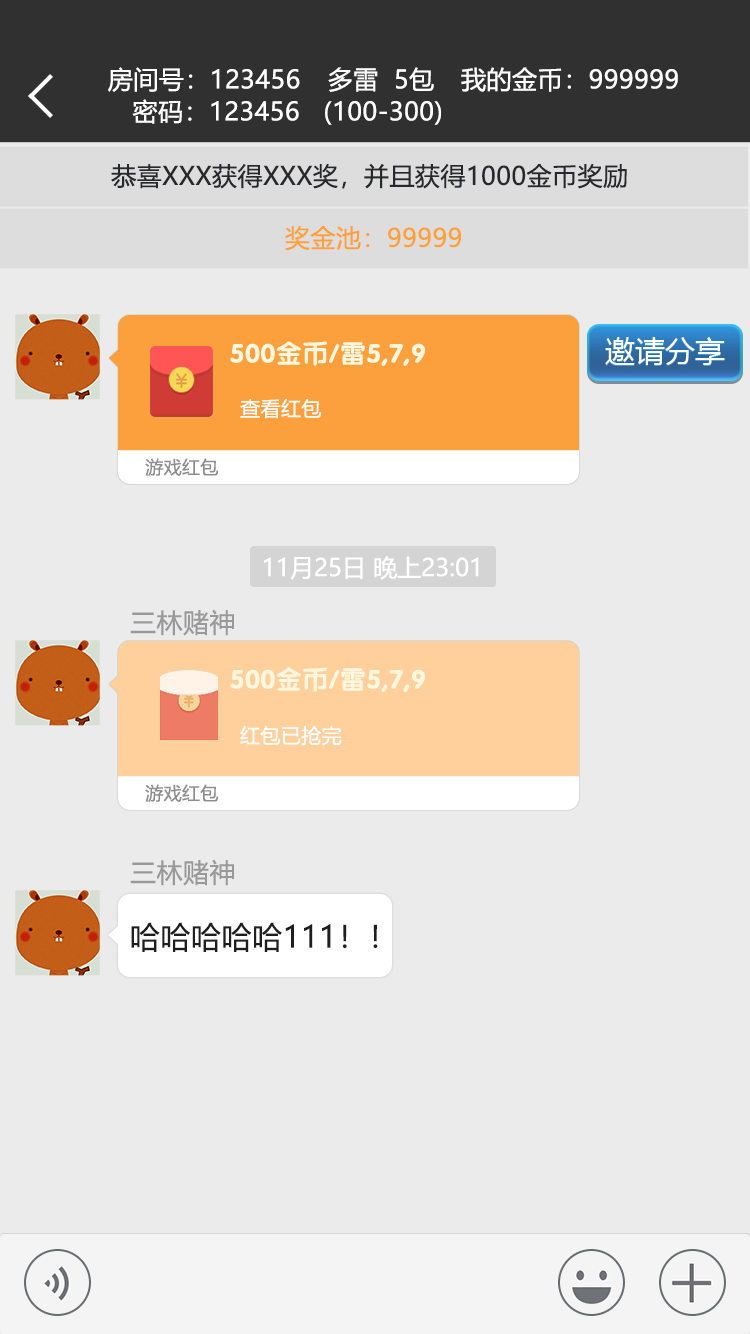 房间号：123456 多雷 5包 我的金币：999999
密码：123456 (100-300)
恭喜XXX获得XXX奖，并且获得1000金币奖励
奖金池：99999
500金币/雷5,7,9
邀请分享
¥
查看红包
游戏红包
11月25日 晚上23:01
三林赌神
500金币/雷5,7,9
¥
红包已抢完
游戏红包
三林赌神
哈哈哈哈哈111！！